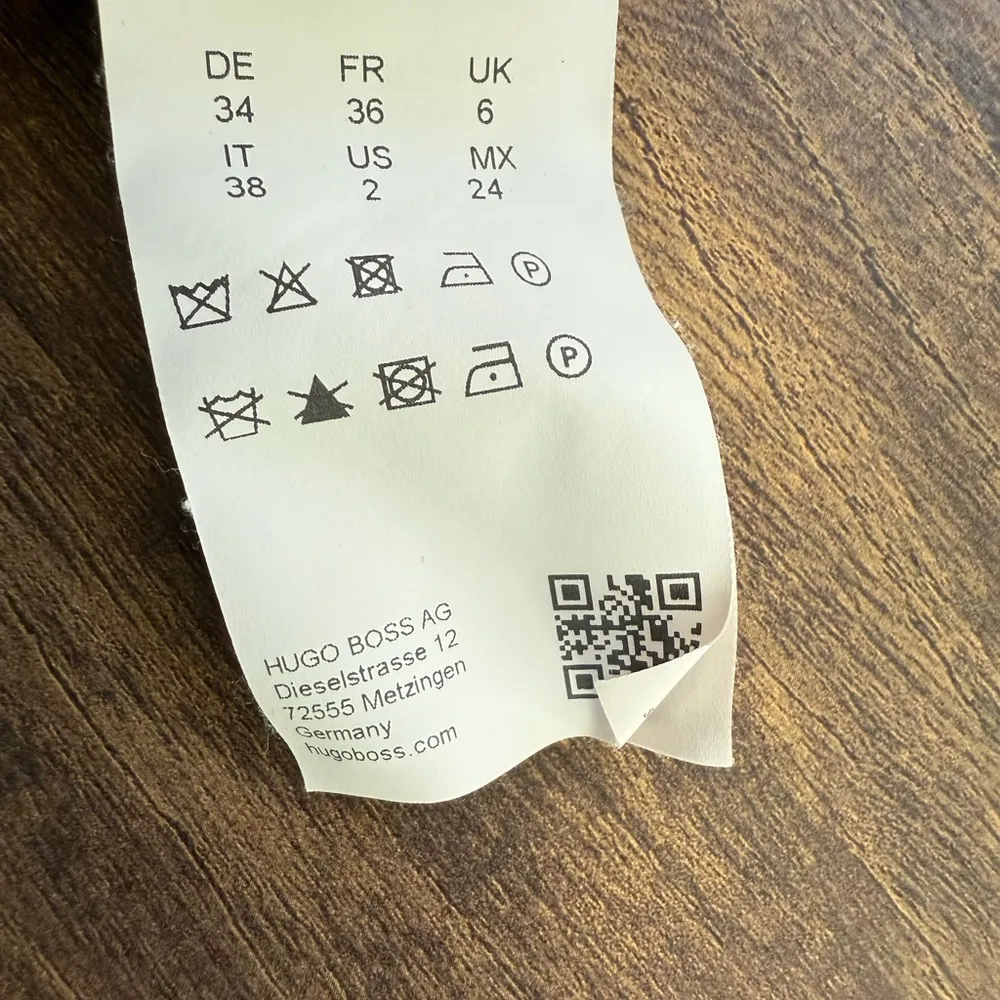 DE FR UK
34 36 6
IT US MX
38 2 24
P
P
HUGO BOSS AG
Dieselstrasse 12
72555 Metzingen
Germany
hugoboss.com